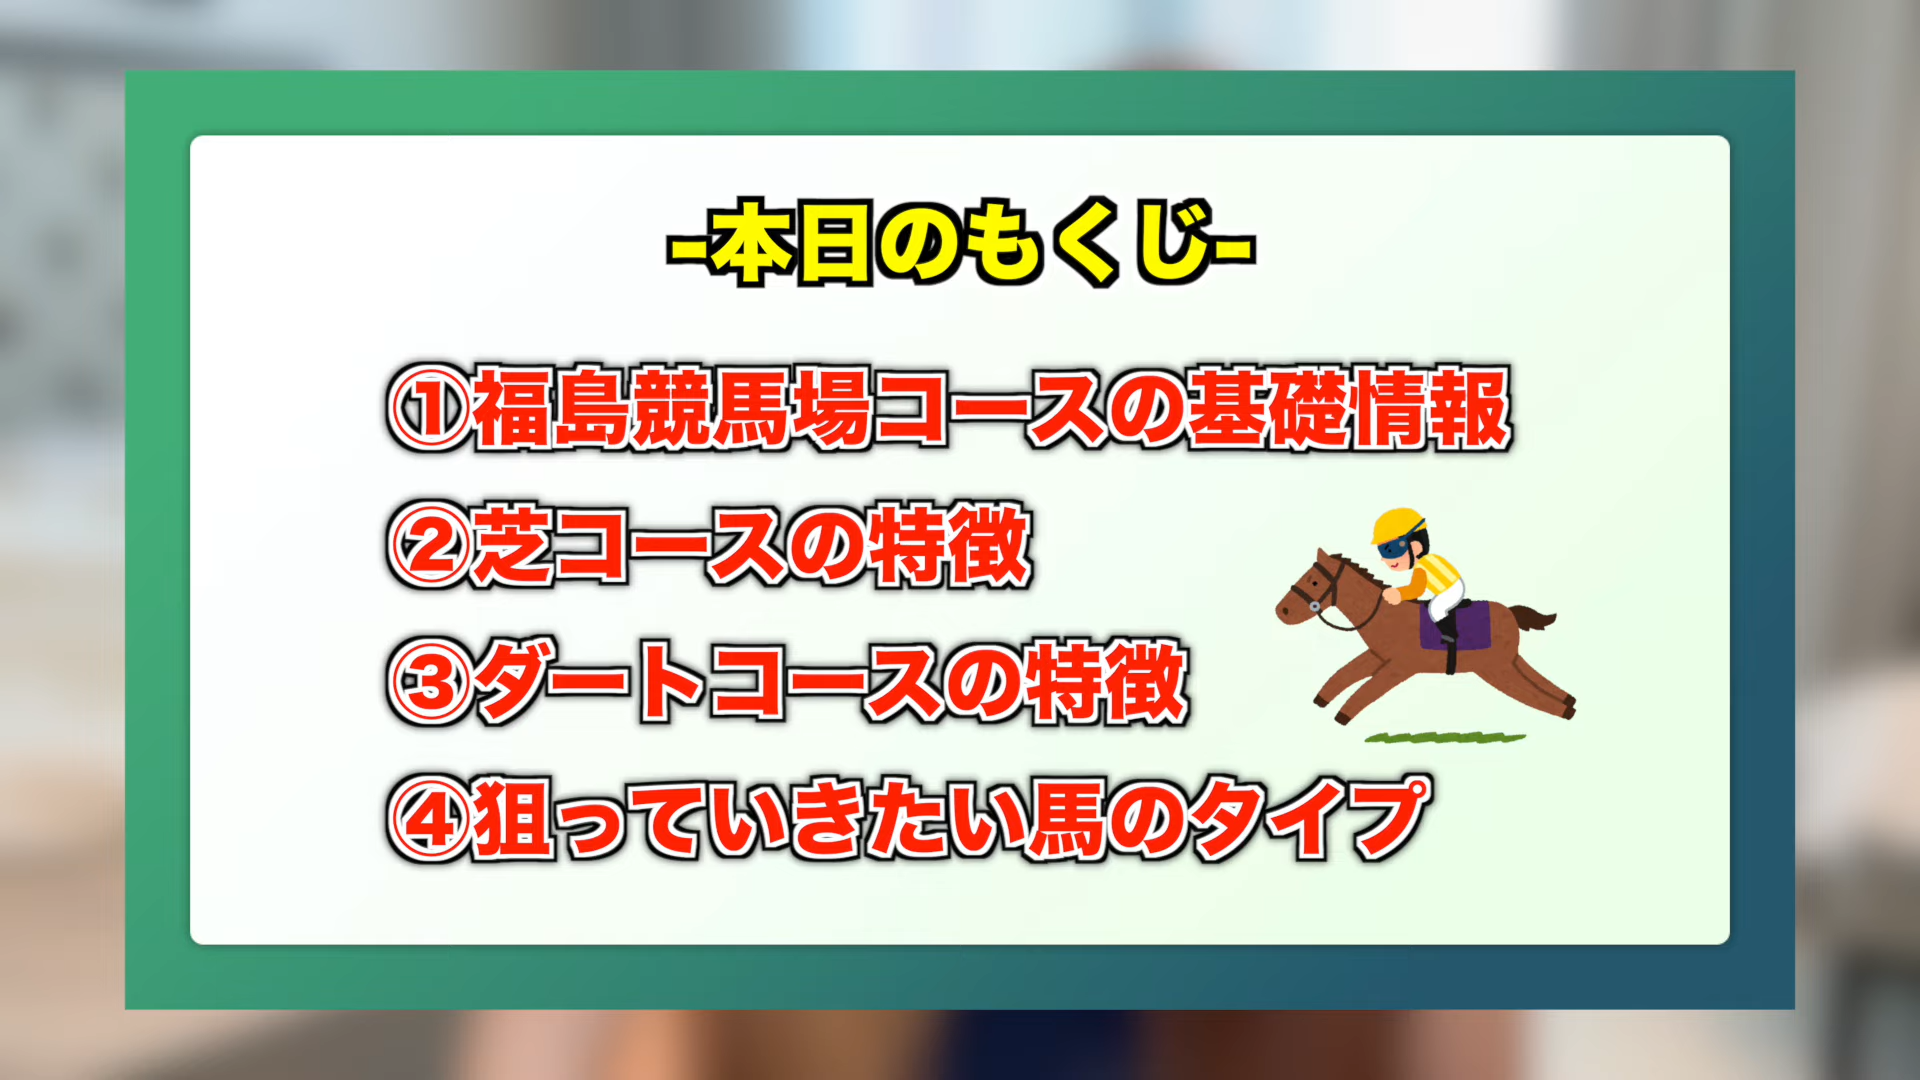 -本日のもくじ-
①福島競馬場コースの基礎情報
②芝コースの特徴
③ダートコースの特徴
④狙っていきたい馬のタイプ